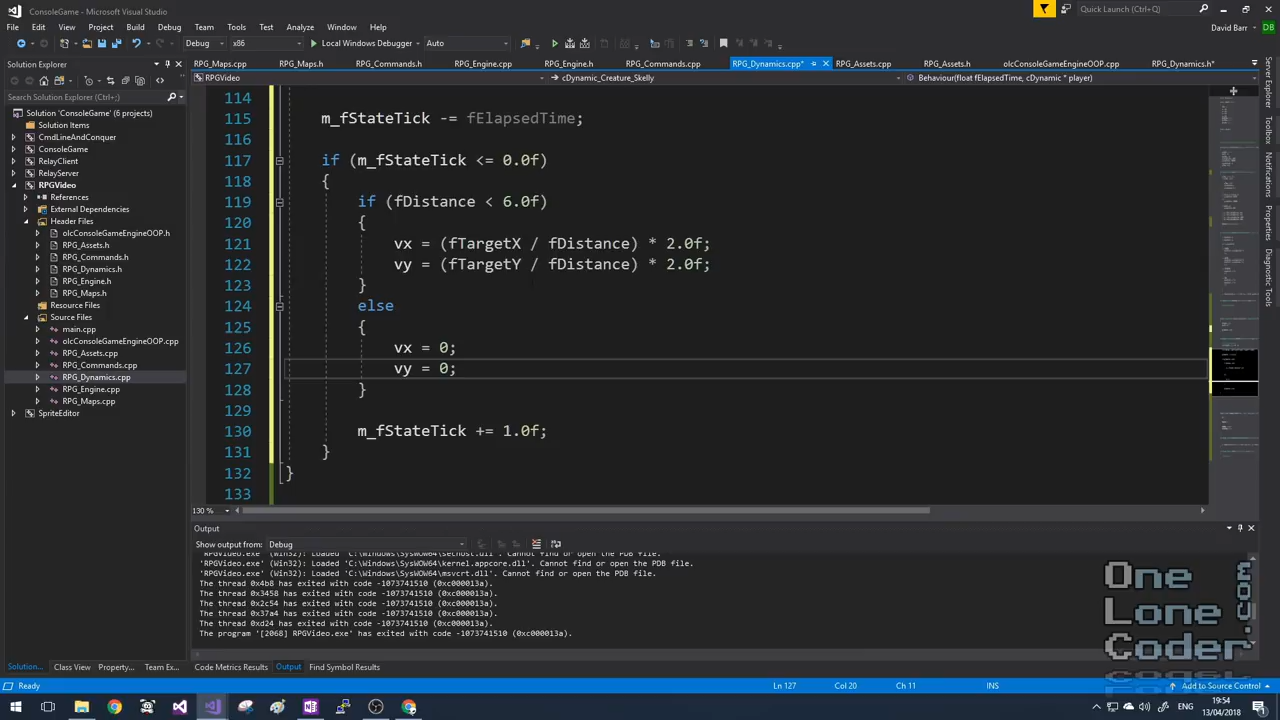 ConsoleGame - Microsoft Visual Studio
Quick Launch (Ctrl+;)
File Edit View Project Build Debug Team Tools Test Analyze Window Help
David Barr DB
Debug x86 Local Windows Debugger Auto
Solution Explorer
RPG_Maps.cpp RPG_Maps.h RPG_Commands.h RPG_Engine.cpp RPG_Engine.h RPG_Commands.cpp RPG_Dynamics.cpp* RPG_Assets.cpp RPG_Assets.h olcConsoleGameEngineOOP.cpp RPG_Dynamics.h*
RPGVideo cDynamic_Creature_Skelly Behaviour(float fElapsedTime, cDynamic * player)
Search Solution Explorer (Ctrl+;)
Solution 'ConsoleGame' (6 projects)
Solution Items
CmdLineAndConquer
ConsoleGame
RelayClient
RelayServer
RPGVideo
References
External Dependencies
Header Files
olcConsoleGameEngineOOP.h
RPG_Assets.h
RPG_Commands.h
RPG_Dynamics.h
RPG_Engine.h
RPG_Maps.h
Resource Files
Source Files
main.cpp
olcConsoleGameEngineOOP.cpp
RPG_Assets.cpp
RPG_Commands.cpp
RPG_Dynamics.cpp
RPG_Engine.cpp
RPG_Maps.cpp
SpriteEditor
114
115 m_fStateTick -= fElapsedTime;
116
117 if (m_fStateTick <= 0.0f)
118 {
119 if (fDistance < 6.0f)
120 {
121 vx = (fTargetX / fDistance) * 2.0f;
122 vy = (fTargetY / fDistance) * 2.0f;
123 }
124 else
125 {
126 vx = 0;
127 vy = 0;
128 }
129
130 m_fStateTick += 1.0f;
131 }
132 }
133
130 %
Server Explorer
Toolbox
Notifications
Properties
Diagnostic Tools
Output
Show output from: Debug
'RPGVideo.exe' (Win32): Loaded 'C:\Windows\SysWOW64\sechost.dll'. Cannot find or open the PDB file.
'RPGVideo.exe' (Win32): Loaded 'C:\Windows\SysWOW64\kernel.appcore.dll'. Cannot find or open the PDB file.
'RPGVideo.exe' (Win32): Loaded 'C:\Windows\SysWOW64\msvcrt.dll'. Cannot find or open the PDB file.
The thread 0x4b8 has exited with code -1073741510 (0xc000013a).
The thread 0x3458 has exited with code -1073741510 (0xc000013a).
The thread 0x2c54 has exited with code -1073741510 (0xc000013a).
The thread 0x37a4 has exited with code -1073741510 (0xc000013a).
The thread 0xd24 has exited with code -1073741510 (0xc000013a).
The program '[2068] RPGVideo.exe' has exited with code -1073741510 (0xc000013a).
One
Lone
Coder
.com
Solution... Class View Property... Team Ex... Code Metrics Results Output Find Symbol Results
Ready Ln 127 Col 20 Ch 11 INS Add to Source Control
19:54
13/04/2018